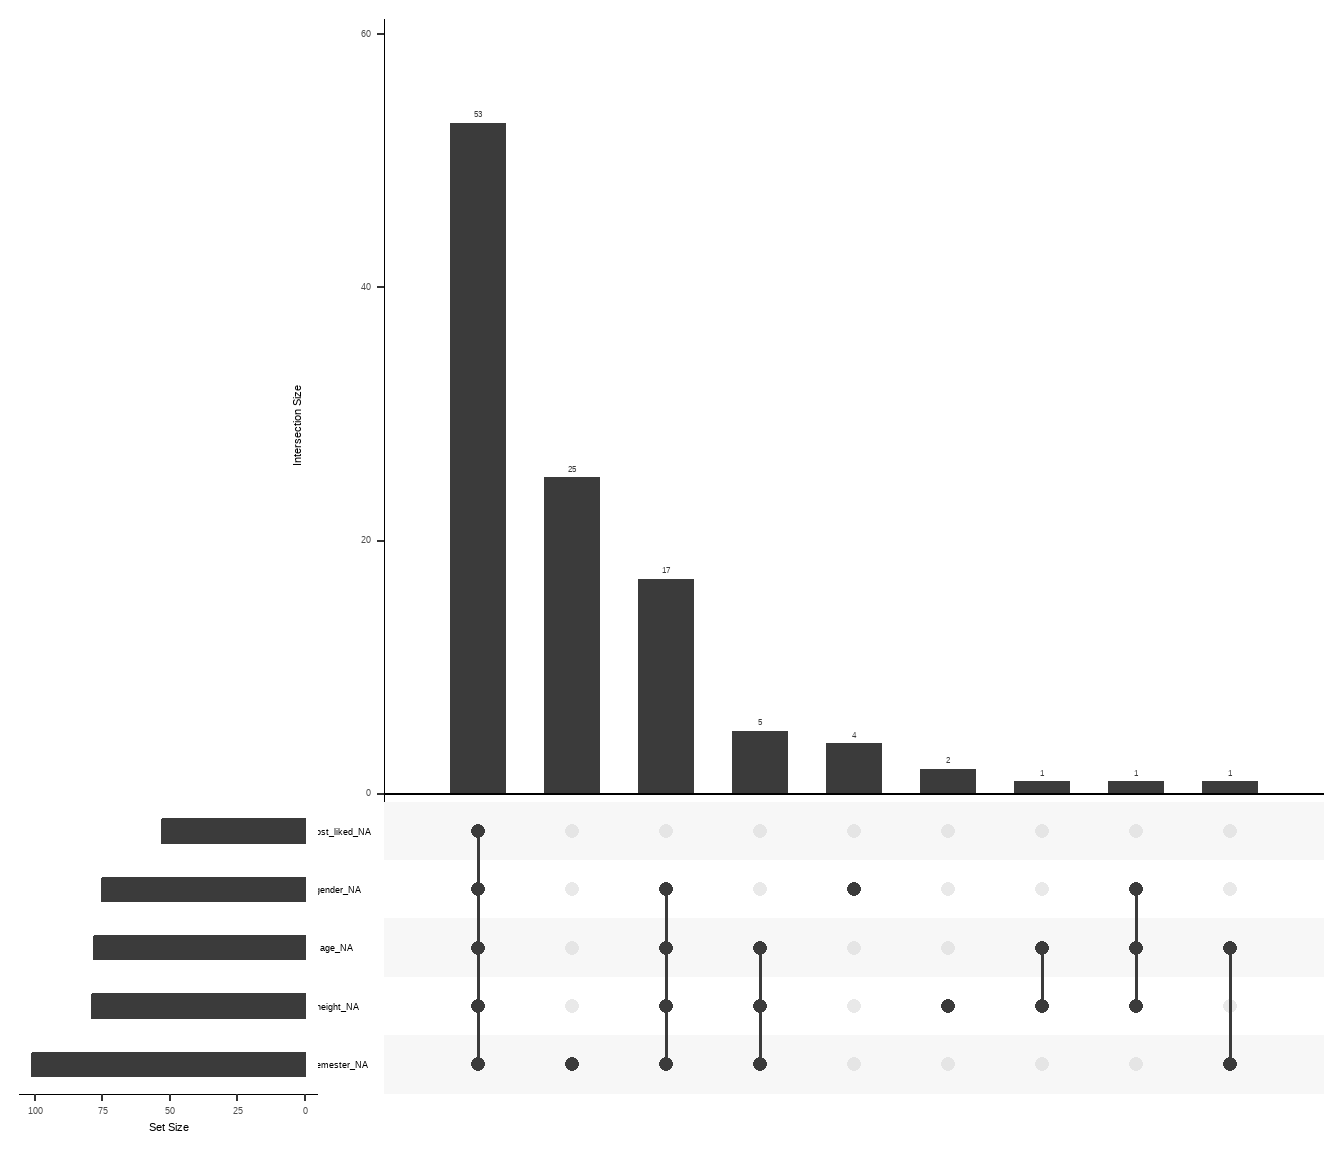 60
53
40
Intersection Size
25
20
17
5
4
2
1 1 1
0
ost_liked_NA
gender_NA
age_NA
height_NA
emester_NA
100 75 50 25 0
Set Size